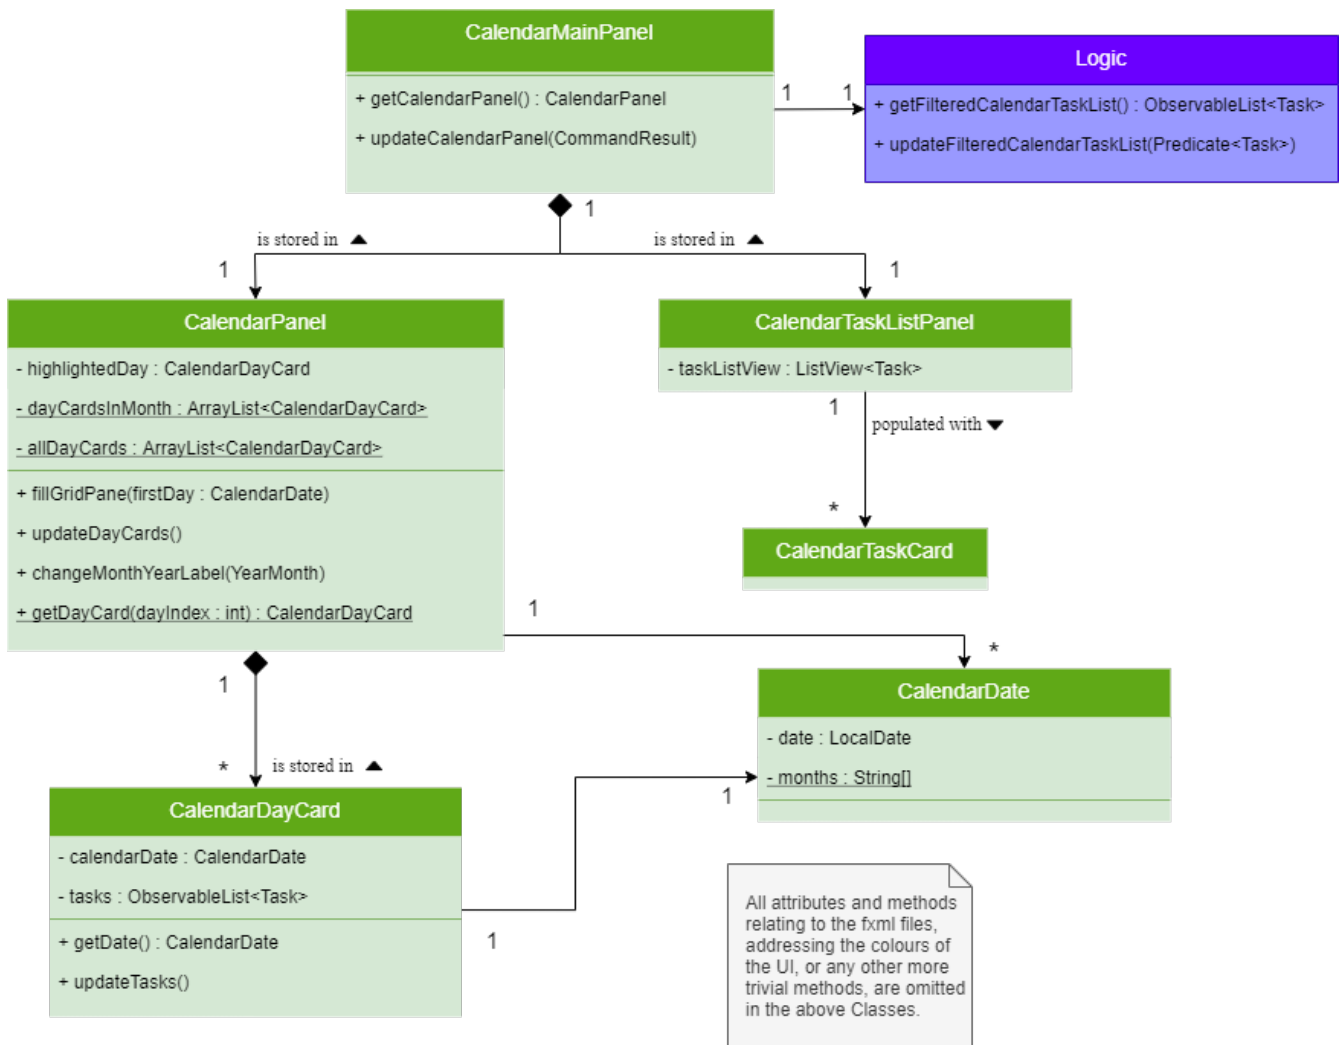 CalendarMainPanel
+ getCalendarPanel() : CalendarPanel
+ updateCalendarPanel(CommandResult)
1
1
Logic
+ getFilteredCalendarTaskList() : ObservableList<Task>
+ updateFilteredCalendarTaskList(Predicate<Task>)
1
is stored in ▲
is stored in ▲
1
1
CalendarPanel
- highlightedDay : CalendarDayCard
- dayCardsInMonth : ArrayList<CalendarDayCard>
- allDayCards : ArrayList<CalendarDayCard>
+ fillGridPane(firstDay : CalendarDate)
+ updateDayCards()
+ changeMonthYearLabel(YearMonth)
+ getDayCard(dayIndex : int) : CalendarDayCard
CalendarTaskListPanel
- taskListView : ListView<Task>
1
populated with ▼
*
CalendarTaskCard
1
*
CalendarDate
- date : LocalDate
- months : String[]
1
*
is stored in ▲
CalendarDayCard
- calendarDate : CalendarDate
- tasks : ObservableList<Task>
+ getDate() : CalendarDate
+ updateTasks()
1
1
All attributes and methods
relating to the fxml files,
addressing the colours of
the UI, or any other more
trivial methods, are omitted
in the above Classes.